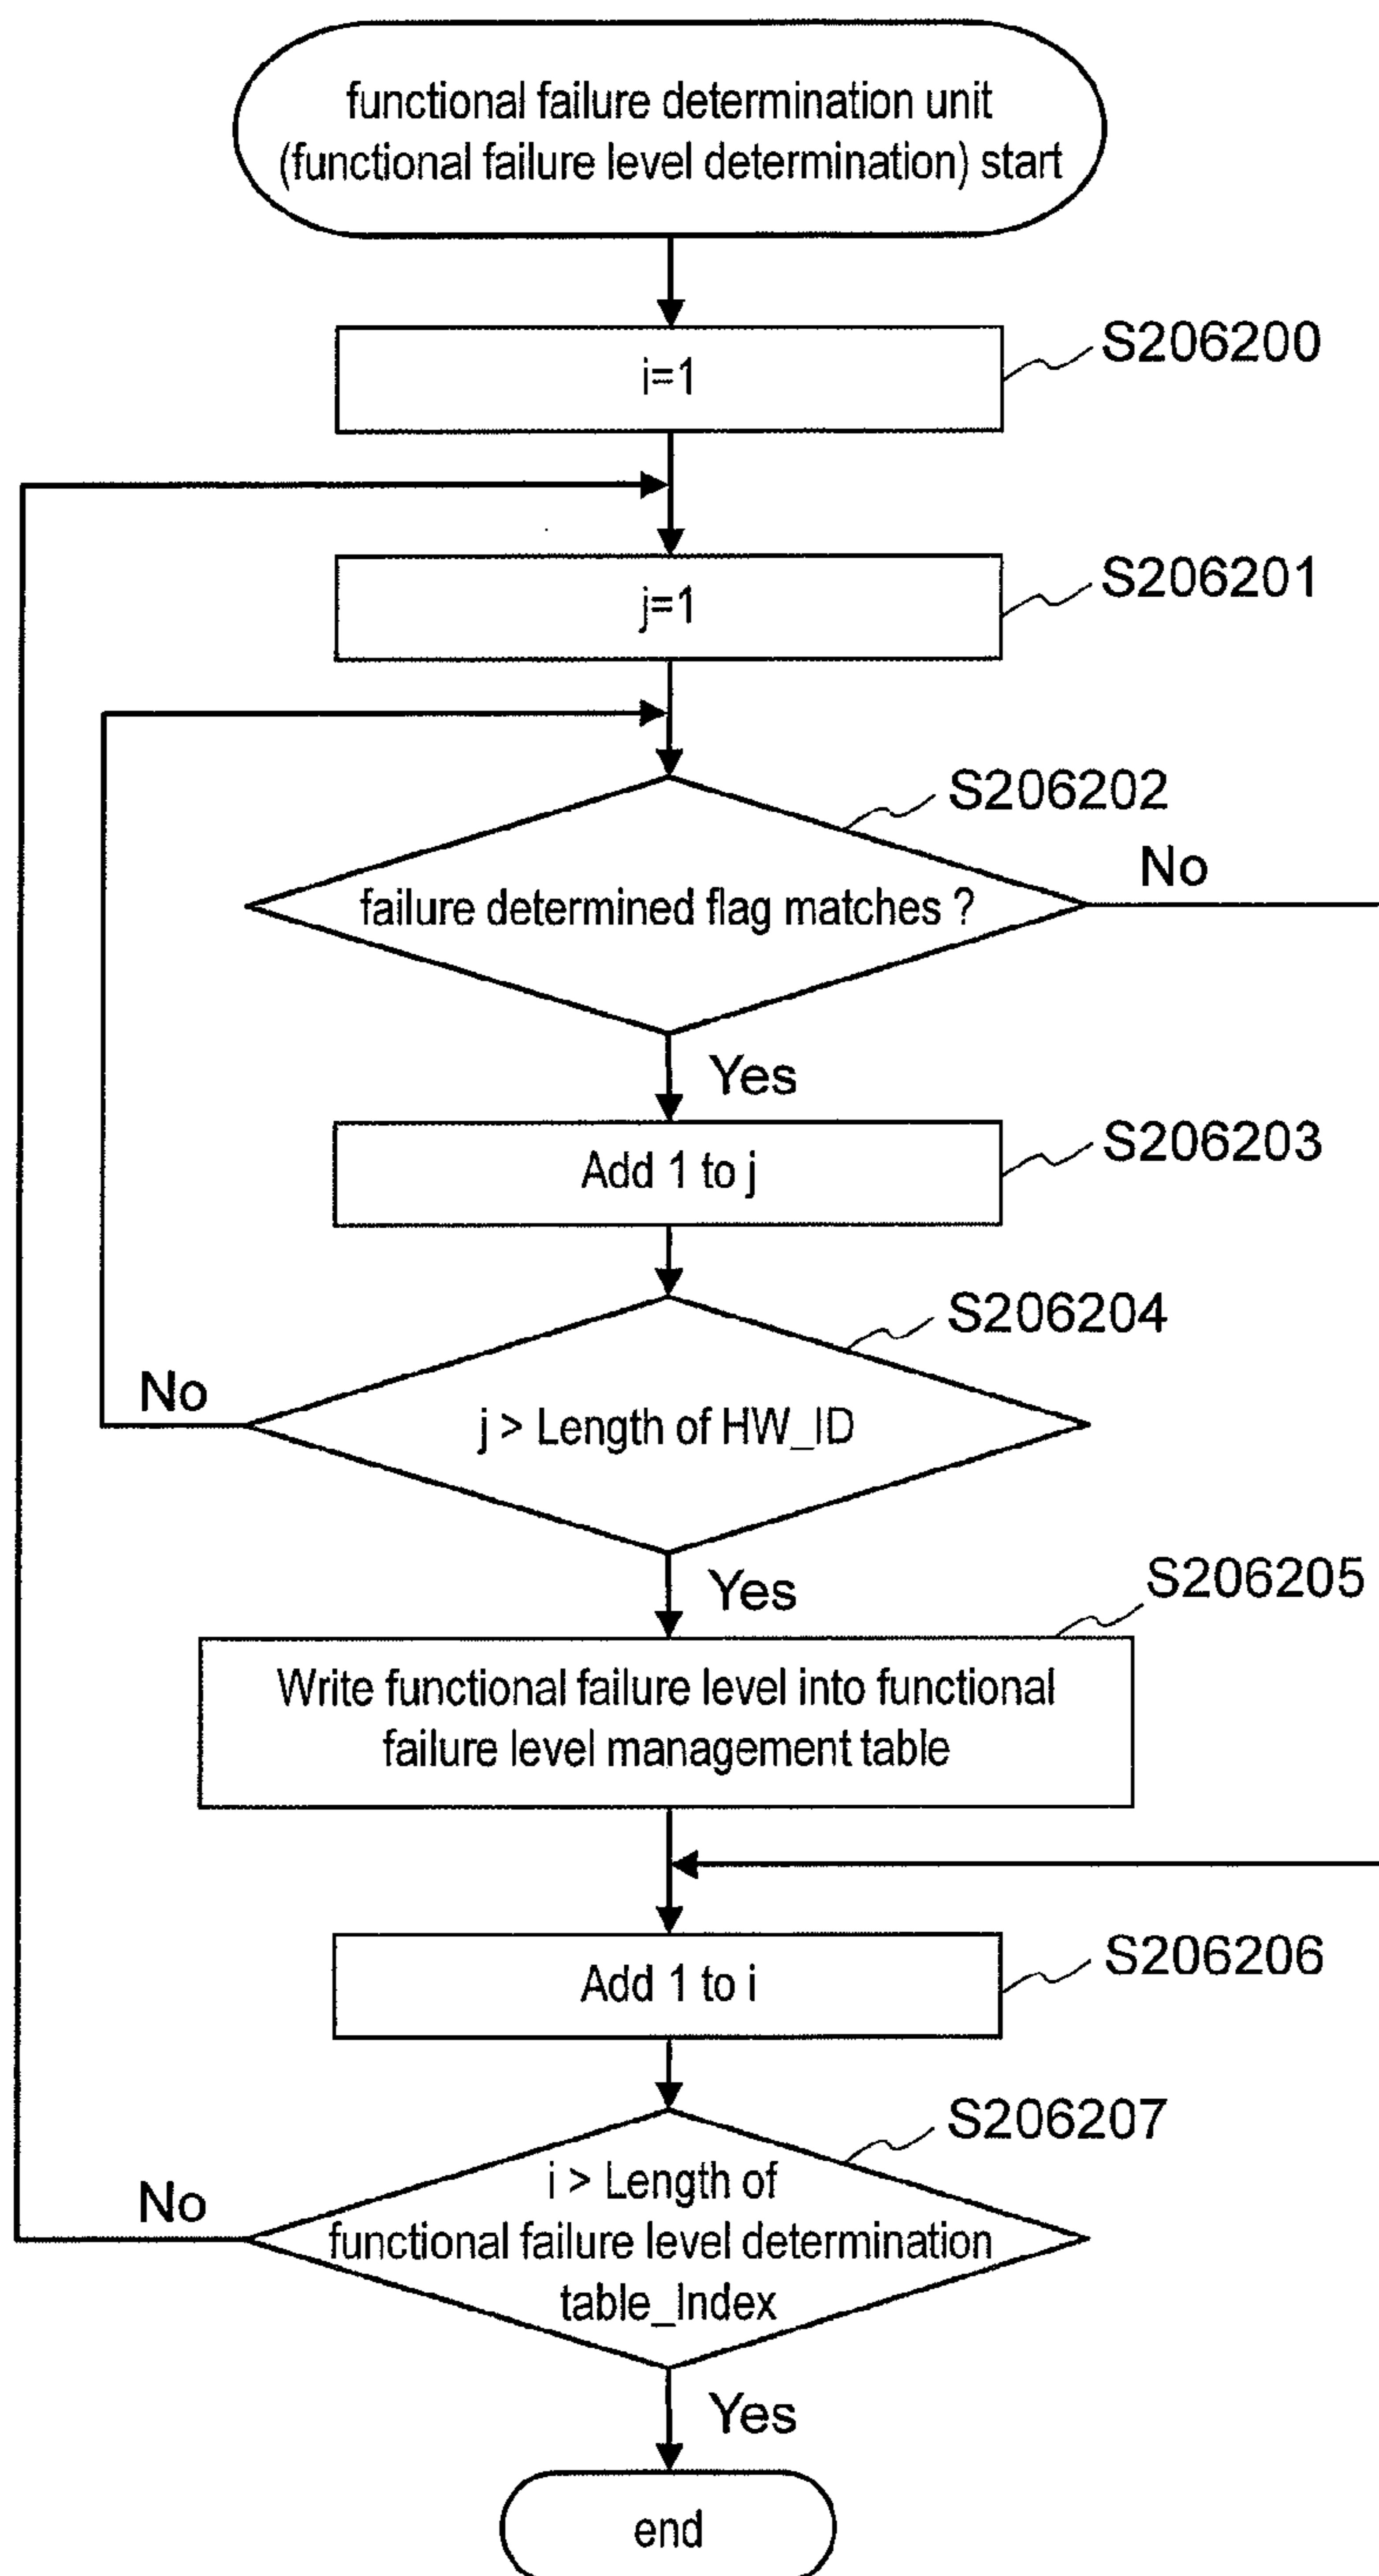 functional failure determination unit
(functional failure level determination) start
i=1
S206200
j=1
S206201
S206202
No
failure determined flag matches ?
Yes
Add 1 to j
S206203
S206204
No
j > Length of HW_ID
Yes
S206205
Write functional failure level into functional
failure level management table
Add 1 to i
S206206
S206207
No
i > Length of
functional failure level determination
table_Index
Yes
end